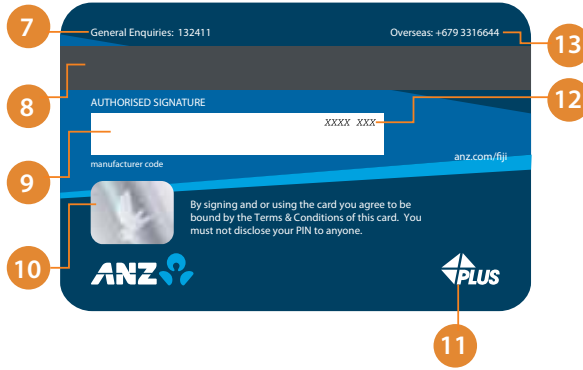 7
General Enquiries: 132411
Overseas: +679 3316644
13
8
12
AUTHORISED SIGNATURE
XXXX XXX
9
manufacturer code
anz.com/fiji
By signing and or using the card you agree to be
bound by the Terms & Conditions of this card. You
must not disclose your PIN to anyone.
10
ANZ
PLUS
11